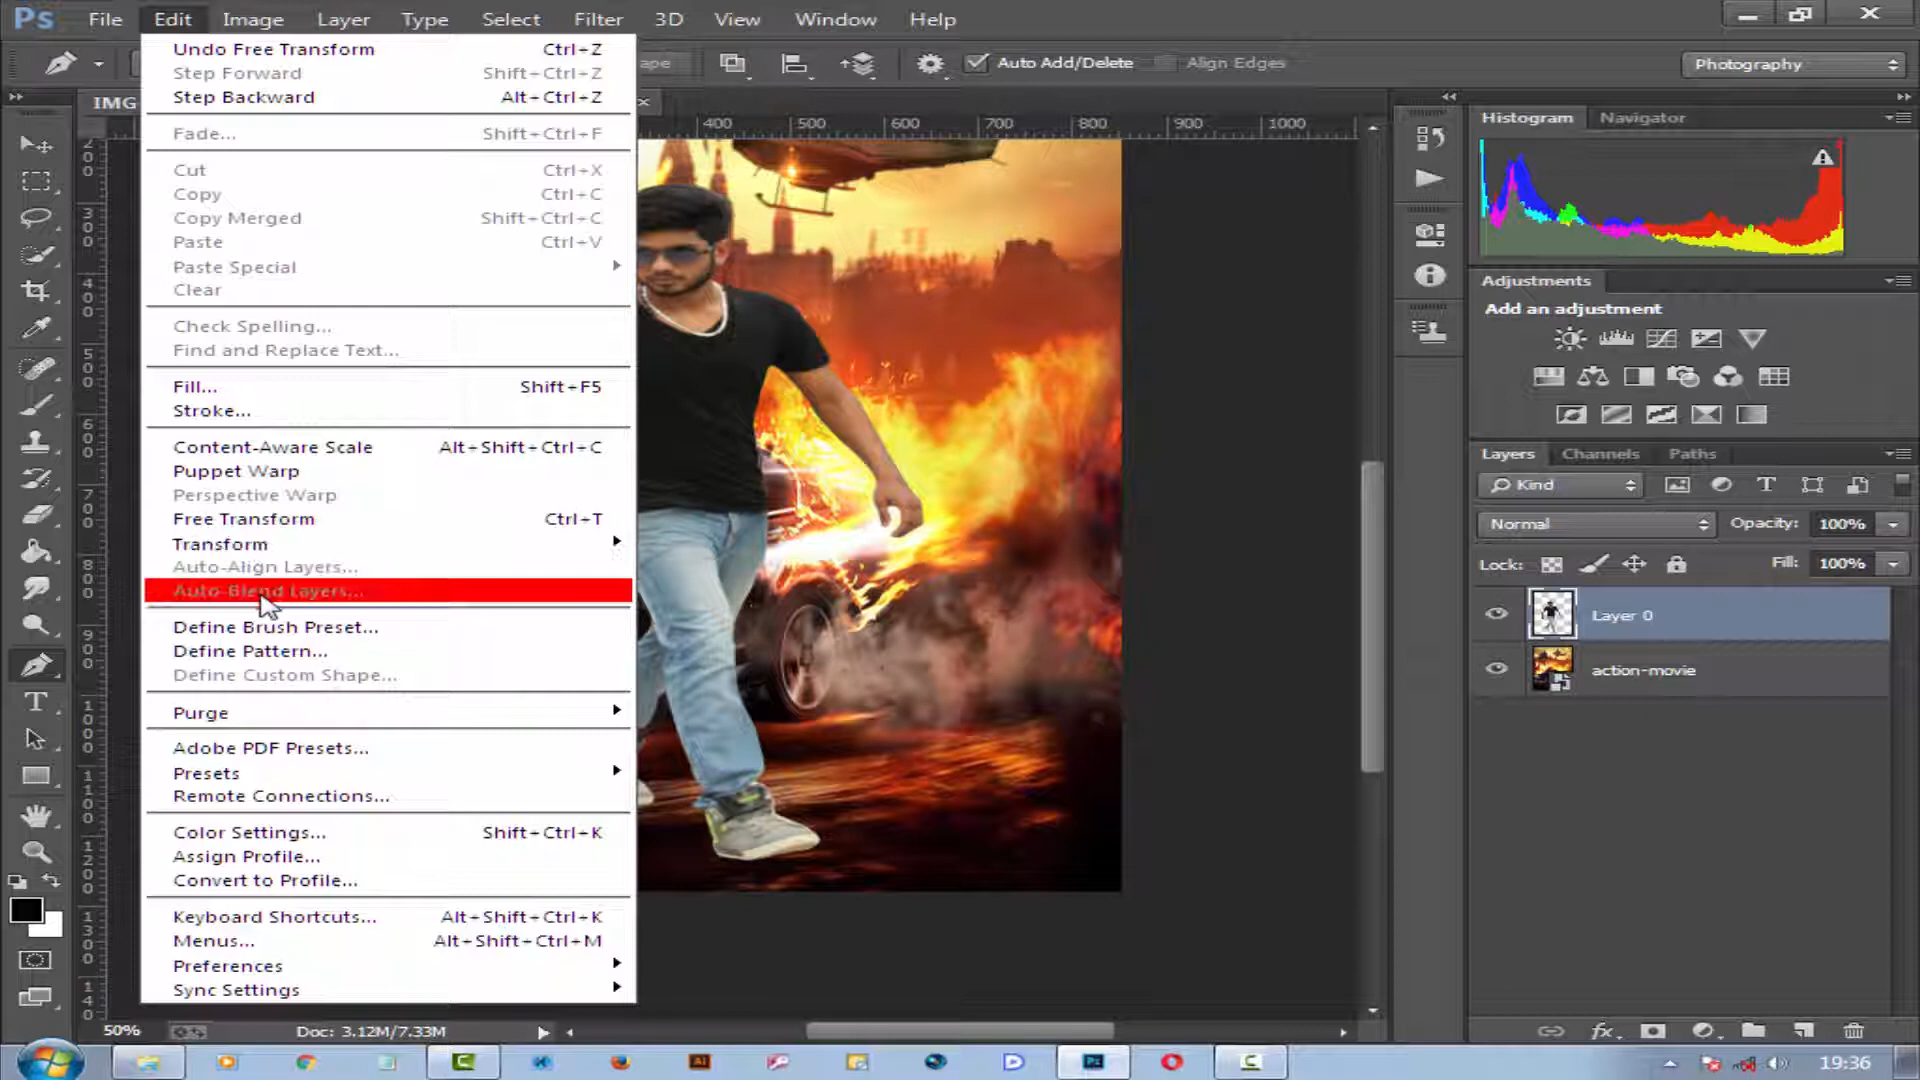 Ps File Edit Image Layer Type Select Filter 3D View Window Help
ape Auto Add/Delete Align Edges Photography
IMG
Undo Free Transform Ctrl+Z
Step Forward Shift+Ctrl+Z
Step Backward Alt+Ctrl+Z
Fade... Shift+Ctrl+F
Cut Ctrl+X
Copy Ctrl+C
Copy Merged Shift+Ctrl+C
Paste Ctrl+V
Paste Special
Clear
Check Spelling...
Find and Replace Text...
Fill... Shift+F5
Stroke...
Content-Aware Scale Alt+Shift+Ctrl+C
Puppet Warp
Perspective Warp
Free Transform Ctrl+T
Transform
Auto-Align Layers...
Auto-Blend Layers...
Define Brush Preset...
Define Pattern...
Define Custom Shape...
Purge
Adobe PDF Presets...
Presets
Remote Connections...
Color Settings... Shift+Ctrl+K
Assign Profile...
Convert to Profile...
Keyboard Shortcuts... Alt+Shift+Ctrl+K
Menus... Alt+Shift+Ctrl+M
Preferences
Sync Settings
400 500 600 700 800 900 1000
Histogram Navigator
Adjustments
Add an adjustment
Layers Channels Paths
Kind
Normal Opacity: 100%
Lock: Fill: 100%
Layer 0
action-movie
50% Doc: 3.12M/7.33M
19:36